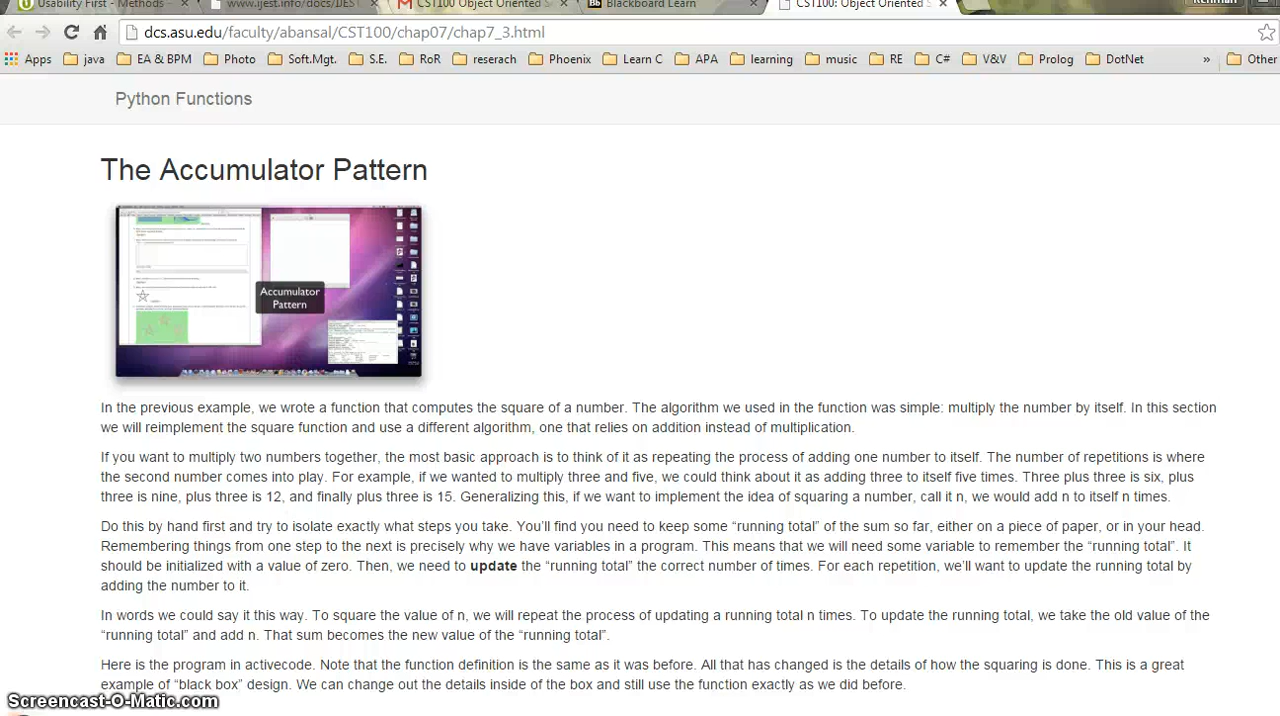 Usability First - Methods
www.ijest.info/docs/IJEST
CST100 Object Oriented S
Blackboard Learn
CST100: Object Oriented S
dcs.asu.edu/faculty/abansal/CST100/chap07/chap7_3.html
Apps java EA & BPM Photo Soft.Mgt. S.E. RoR reserach Phoenix Learn C APA learning music RE C# V&V Prolog DotNet » Other
Python Functions
The Accumulator Pattern
Accumulator
Pattern
In the previous example, we wrote a function that computes the square of a number. The algorithm we used in the function was simple: multiply the number by itself. In this section
we will reimplement the square function and use a different algorithm, one that relies on addition instead of multiplication.
If you want to multiply two numbers together, the most basic approach is to think of it as repeating the process of adding one number to itself. The number of repetitions is where
the second number comes into play. For example, if we wanted to multiply three and five, we could think about it as adding three to itself five times. Three plus three is six, plus
three is nine, plus three is 12, and finally plus three is 15. Generalizing this, if we want to implement the idea of squaring a number, call it n, we would add n to itself n times.
Do this by hand first and try to isolate exactly what steps you take. You’ll find you need to keep some “running total” of the sum so far, either on a piece of paper, or in your head.
Remembering things from one step to the next is precisely why we have variables in a program. This means that we will need some variable to remember the “running total”. It
should be initialized with a value of zero. Then, we need to update the “running total” the correct number of times. For each repetition, we’ll want to update the running total by
adding the number to it.
In words we could say it this way. To square the value of n, we will repeat the process of updating a running total n times. To update the running total, we take the old value of the
“running total” and add n. That sum becomes the new value of the “running total”.
Here is the program in activecode. Note that the function definition is the same as it was before. All that has changed is the details of how the squaring is done. This is a great
example of “black box” design. We can change out the details inside of the box and still use the function exactly as we did before.
Screencast-O-Matic.com